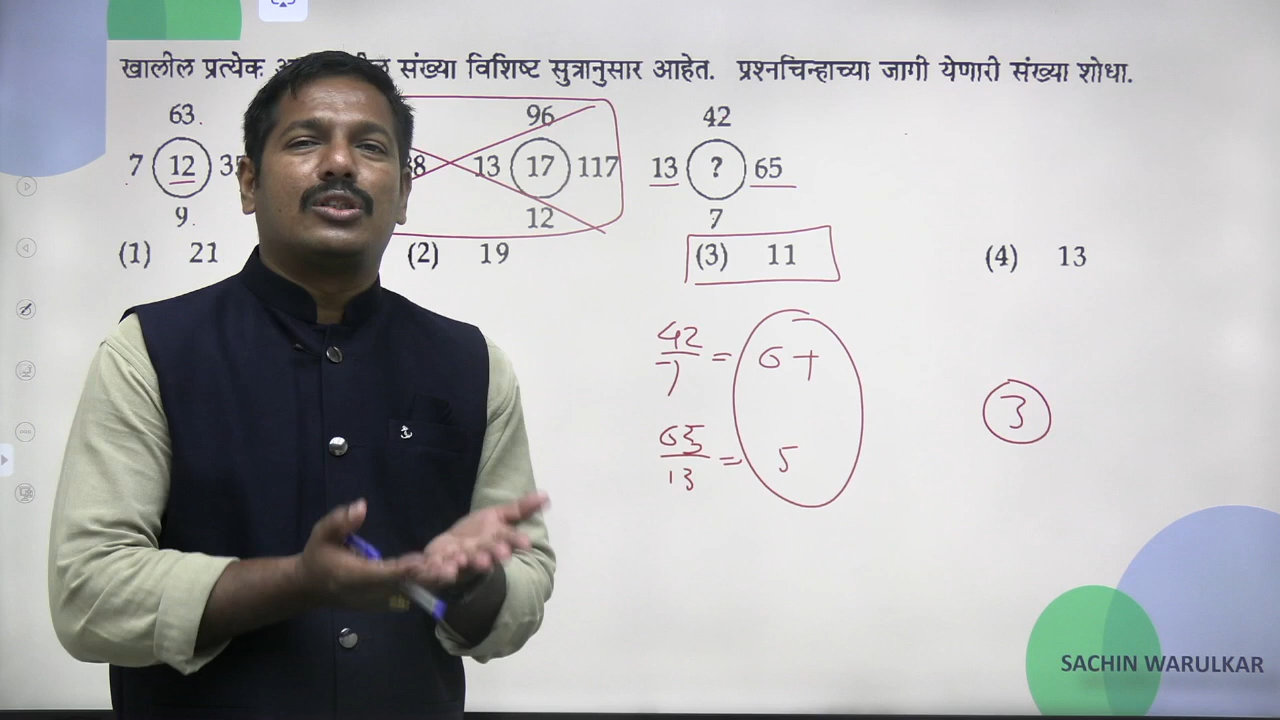 खालील प्रत्येक संख्या विशिष्ट सुत्रानुसार आहेत. प्रश्नचिन्हाच्या जागी येणारी संख्या शोधा.
63. 96 42
7 12 13 17 117 13 ? 65
9. 12 7
(1) 21 (2) 19 (3) 11 (4) 13
42/7 = 6 +
65/13 = 5
3
SACHIN WARULKAR